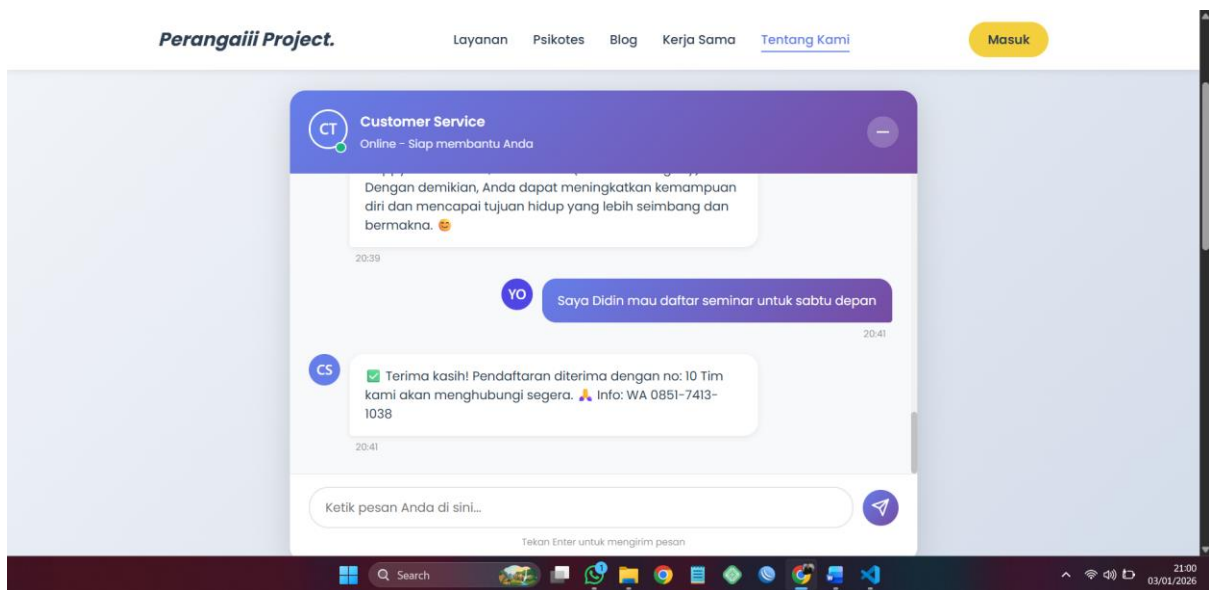 Perangaiii Project.
Layanan Psikotes Blog Kerja Sama Tentang Kami
Masuk
CT
Customer Service
Online - Siap membantu Anda
Dengan demikian, Anda dapat meningkatkan kemampuan
diri dan mencapai tujuan hidup yang lebih seimbang dan
bermakna. 😊
20:39
YO
Saya Didin mau daftar seminar untuk sabtu depan
20:41
CS
✅ Terima kasih! Pendaftaran diterima dengan no: 10 Tim
kami akan menghubungi segera. 🙏 Info: WA 0851-7413-
1038
20:41
Ketik pesan Anda di sini...
Tekan Enter untuk mengirim pesan
Search
21:00
03/01/2026